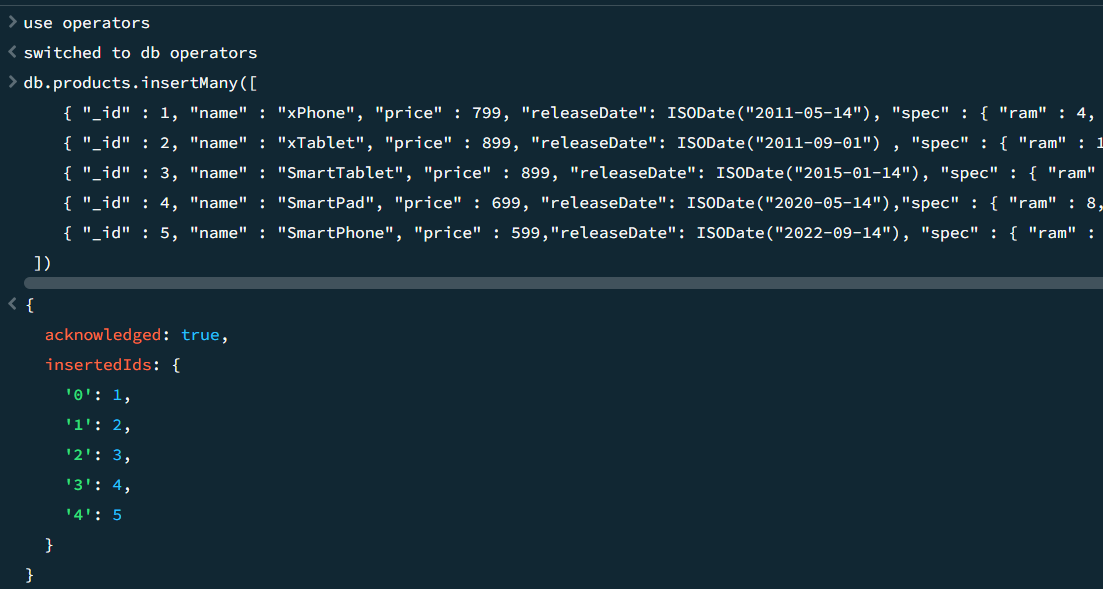 use operators
switched to db operators
db.products.insertMany([
{ "_id" : 1, "name" : "xPhone", "price" : 799, "releaseDate": ISODate("2011-05-14"), "spec" : { "ram" : 4,
{ "_id" : 2, "name" : "xTablet", "price" : 899, "releaseDate": ISODate("2011-09-01") , "spec" : { "ram" : 1
{ "_id" : 3, "name" : "SmartTablet", "price" : 899, "releaseDate": ISODate("2015-01-14"), "spec" : { "ram"
{ "_id" : 4, "name" : "SmartPad", "price" : 699, "releaseDate": ISODate("2020-05-14"),"spec" : { "ram" : 8,
{ "_id" : 5, "name" : "SmartPhone", "price" : 599,"releaseDate": ISODate("2022-09-14"), "spec" : { "ram" :
])
{
acknowledged: true,
insertedIds: {
'0': 1,
'1': 2,
'2': 3,
'3': 4,
'4': 5
}
}